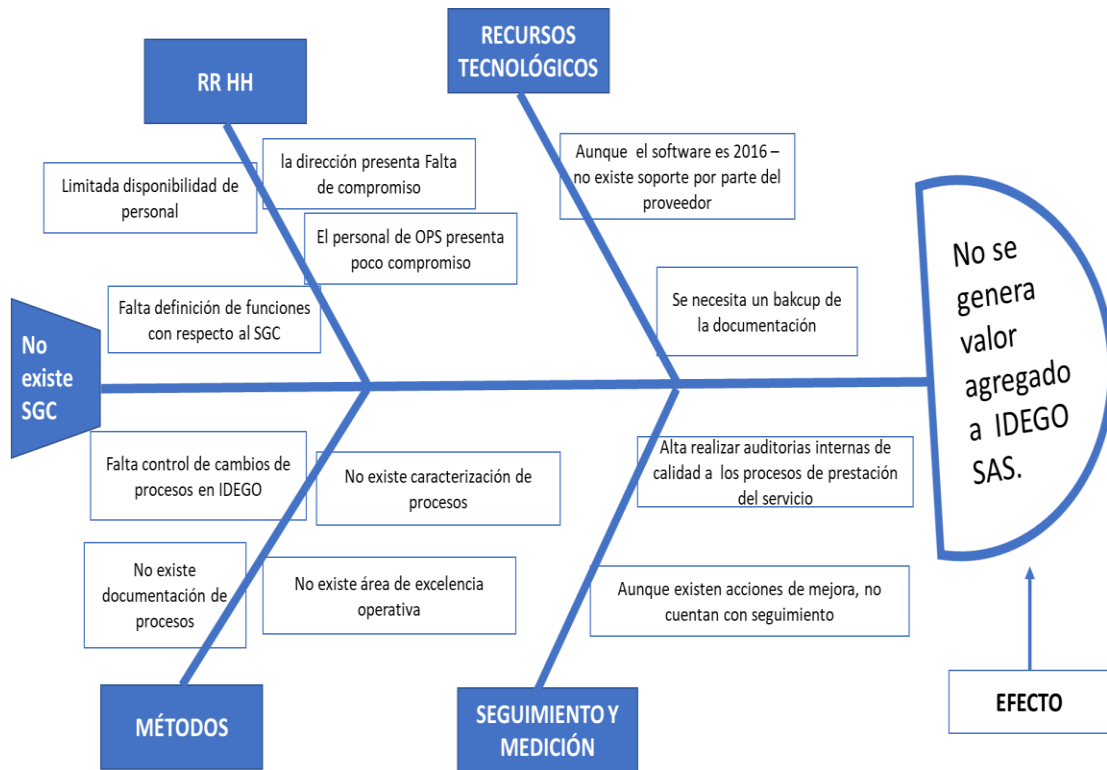 RECURSOS
TECNOLÓGICOS
RR HH
la dirección presenta Falta
de compromiso
Limitada disponibilidad de
personal
El personal de OPS presenta
poco compromiso
Falta definición de funciones
con respecto al SGC
Aunque el software es 2016 –
no existe soporte por parte del
proveedor
Se necesita un bakcup de
la documentación
No
existe
SGC
No se
genera
valor
agregado
a IDEGO
SAS.
Falta control de cambios de
procesos en IDEGO
No existe caracterización de
procesos
No existe
documentación de
procesos
No existe área de excelencia
operativa
Alta realizar auditorias internas de
calidad a los procesos de prestación
del servicio
Aunque existen acciones de mejora, no
cuentan con seguimiento
MÉTODOS
SEGUIMIENTO Y
MEDICIÓN
EFECTO